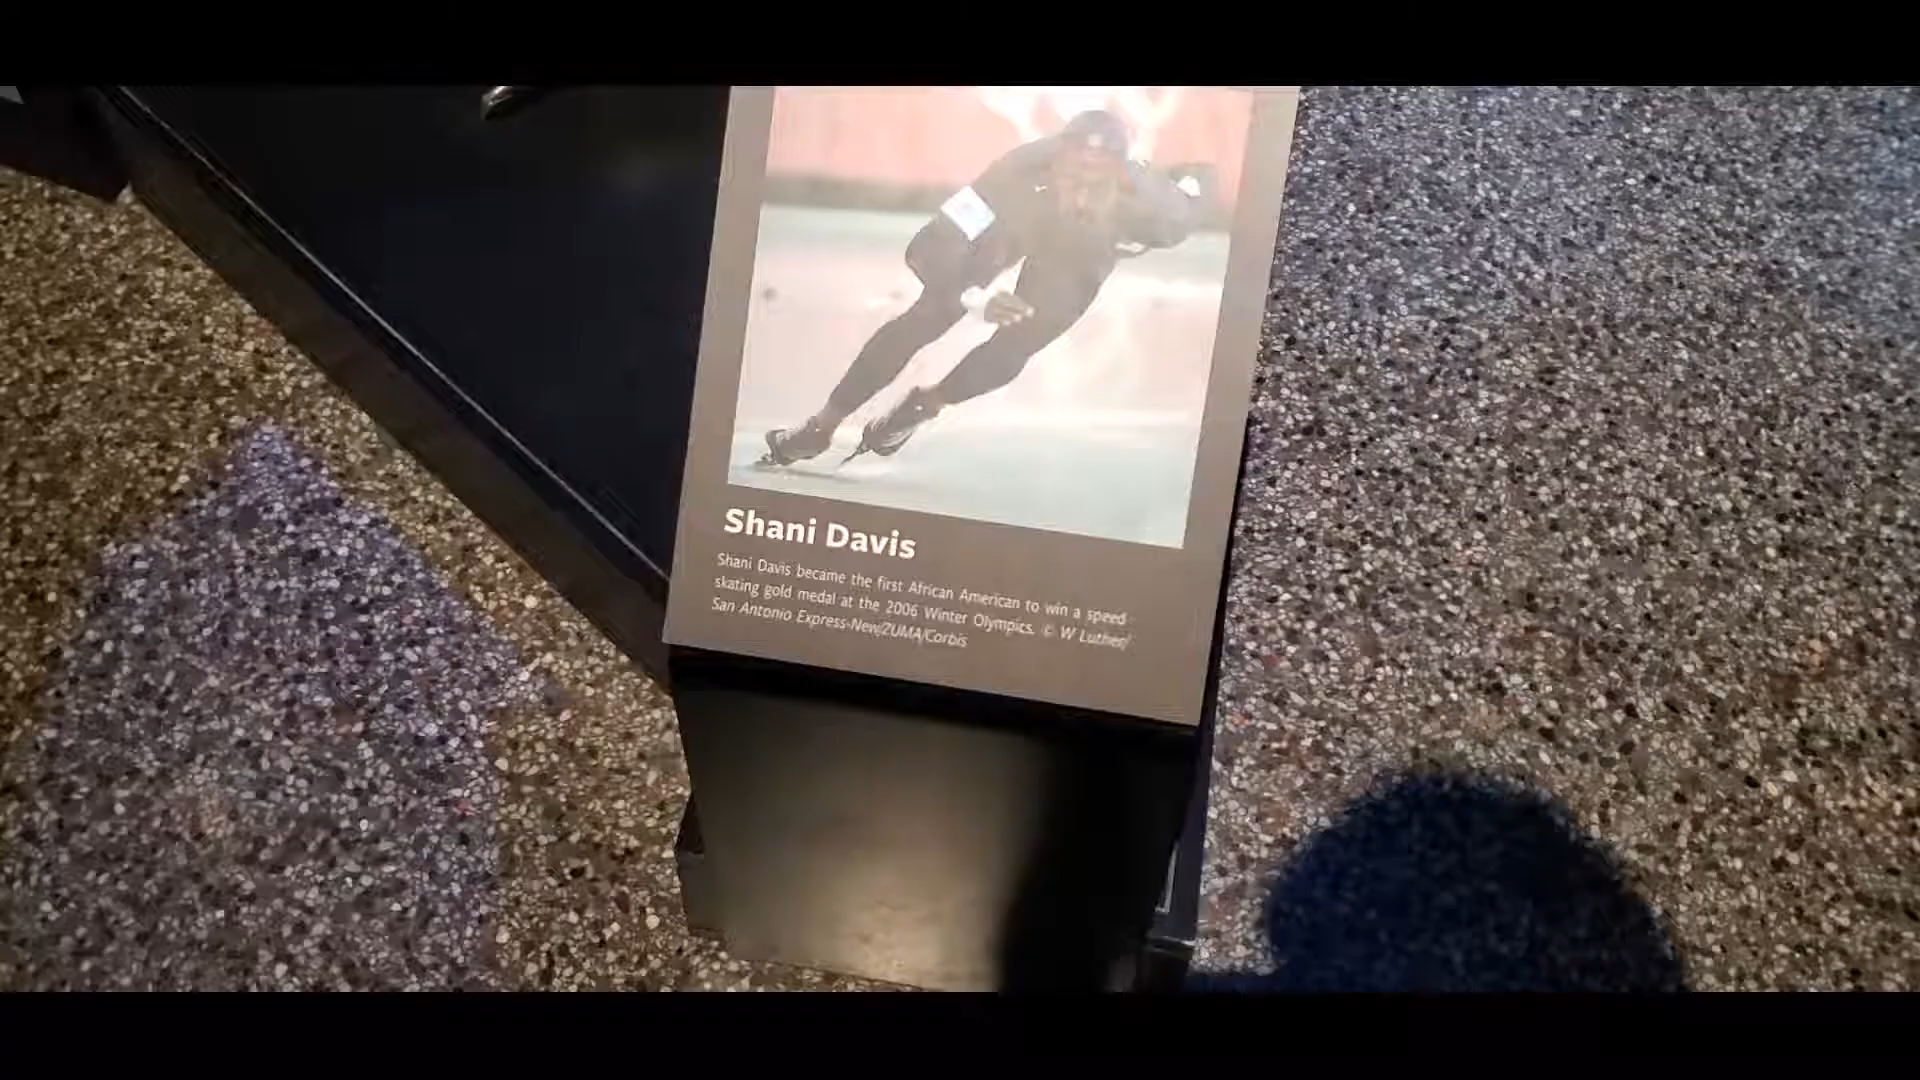 Shani Davis
Shani Davis became the first African American to win a speed
skating gold medal at the 2006 Winter Olympics. © W Luther/
San Antonio Express-New/ZUMA/Corbis